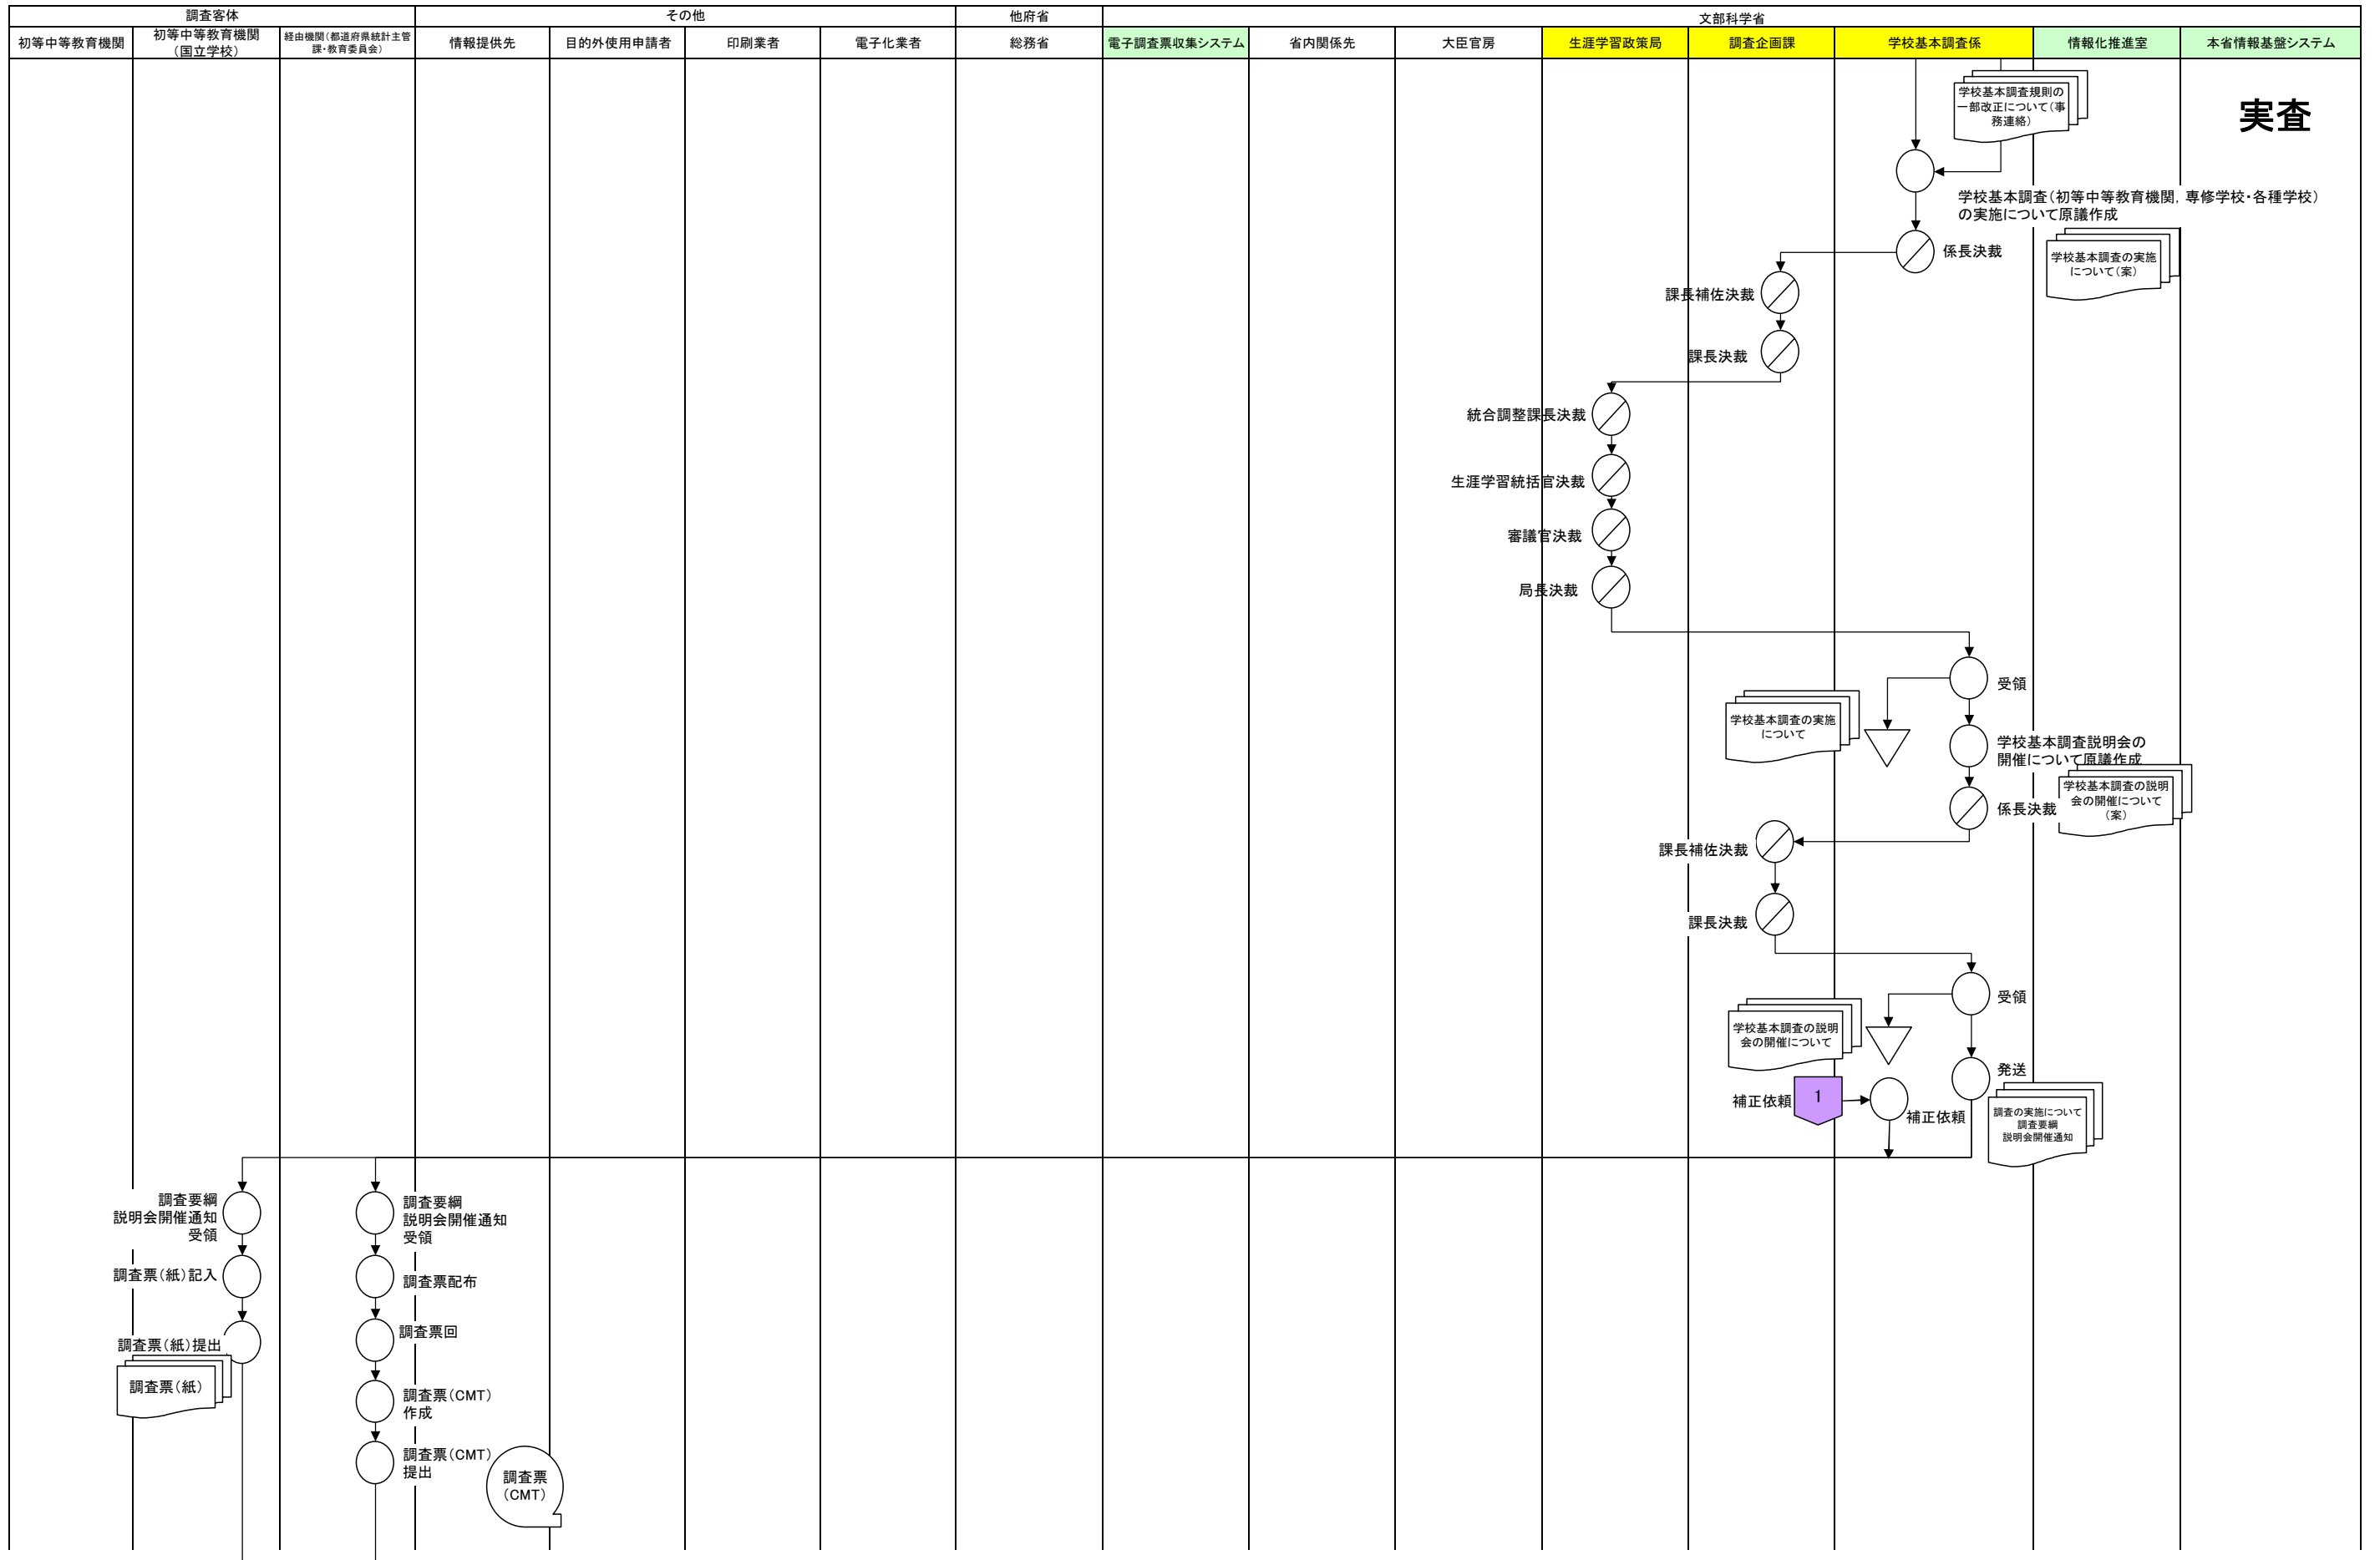 調査客体
その他
他府省
文部科学省
初等中等教育機関
初等中等教育機関
（国立学校）
経由機関（都道府県統計主管
課・教育委員会）
情報提供先
目的外使用申請者
印刷業者
電子化業者
総務省
電子調査票収集システム
省内関係先
大臣官房
生涯学習政策局
調査企画課
学校基本調査係
情報化推進室
本省情報基盤システム
学校基本調査規則の
一部改正について（事
務連絡）
実査
学校基本調査（初等中等教育機関，専修学校・各種学校）
の実施について原議作成
係長決裁
学校基本調査の実施
について（案）
課長補佐決裁
課長決裁
統合調整課長決裁
生涯学習統括官決裁
審議官決裁
局長決裁
受領
学校基本調査の実施
について
学校基本調査説明会の
開催について原議作成
学校基本調査の説明
会の開催について
（案）
係長決裁
課長補佐決裁
課長決裁
受領
学校基本調査の説明
会の開催について
発送
補正依頼
1
補正依頼
調査の実施について
調査要綱
説明会開催通知
調査要綱
説明会開催通知
受領
調査要綱
説明会開催通知
受領
調査票（紙）記入
調査票配布
調査票（紙）提出
調査票回
調査票（紙）
調査票（CMT）
作成
調査票（CMT）
提出
調査票
（CMT）